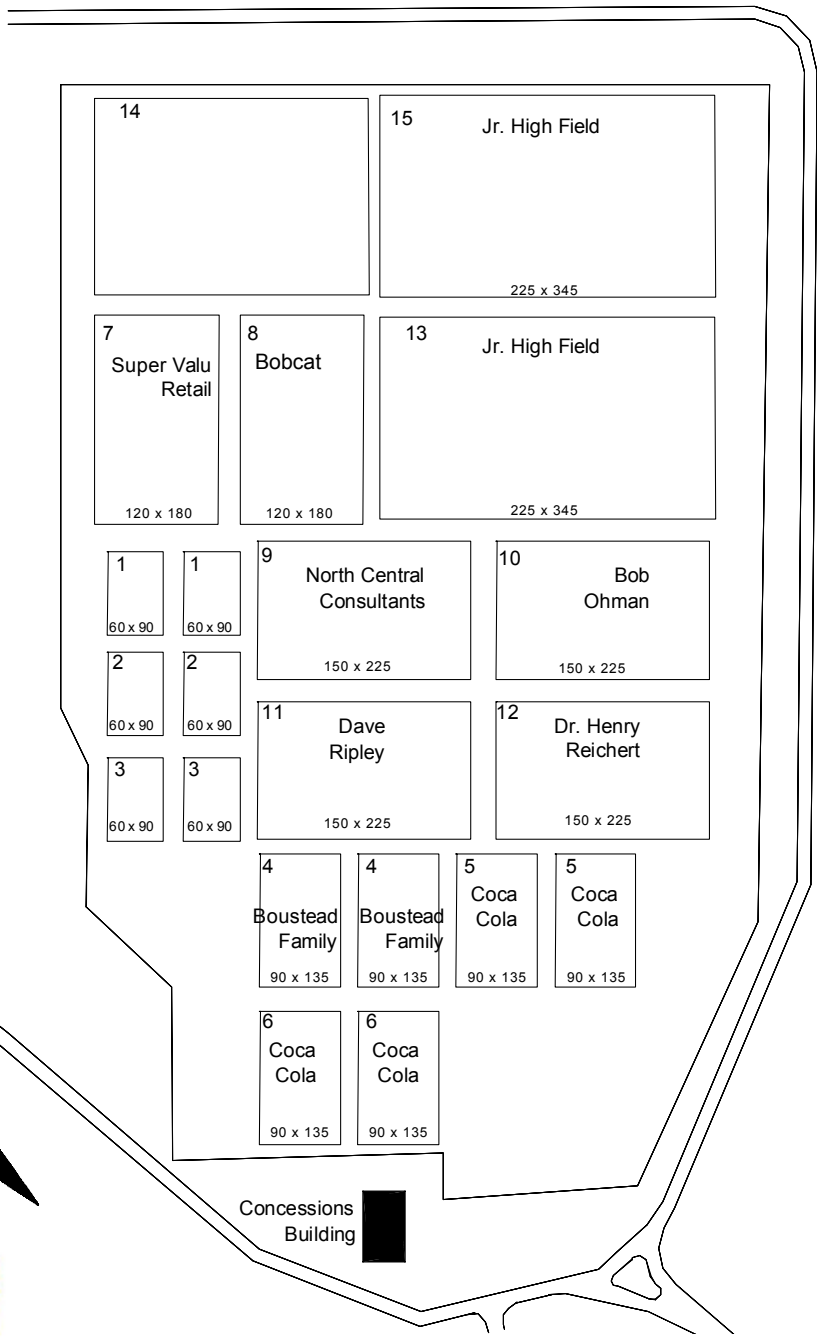 14
15
Jr. High Field
225 x 345
7
Super Valu
Retail
120 x 180
8
Bobcat
120 x 180
13
Jr. High Field
225 x 345
1
60 x 90
1
60 x 90
9
North Central
Consultants
150 x 225
10
Bob
Ohman
150 x 225
2
60 x 90
2
60 x 90
11
Dave
Ripley
150 x 225
12
Dr. Henry
Reichert
150 x 225
3
60 x 90
3
60 x 90
4
Boustead
Family
90 x 135
4
Boustead
Family
90 x 135
5
Coca
Cola
90 x 135
5
Coca
Cola
90 x 135
6
Coca
Cola
90 x 135
6
Coca
Cola
90 x 135
Concessions
Building